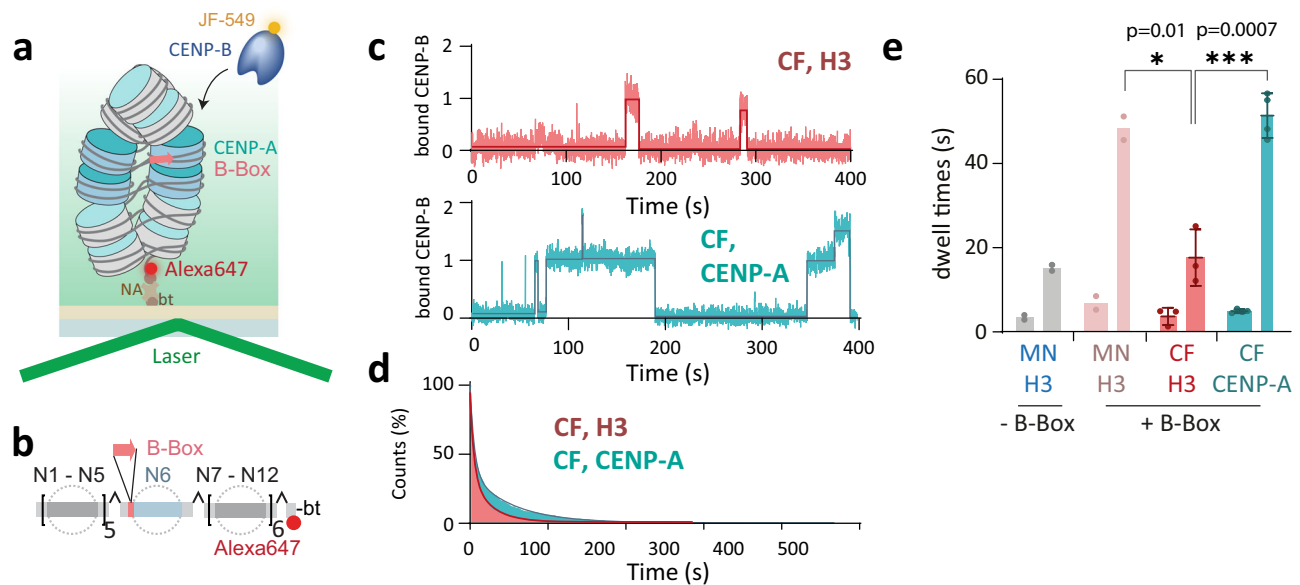 a
JF-549
CENP-B
CENP-A
B-Box
Alexa647
NA
bt
Laser
b
B-Box
N1 - N5
N6
N7 - N12
5
6
-bt
Alexa647
c
CF, H3
bound CENP-B
2
1
0
0
100
200
300
400
Time (s)
CF,
CENP-A
bound CENP-B
2
1
0
0
100
200
300
400
Time (s)
d
CF, H3
CF, CENP-A
Counts (%)
100
50
0
0
100
200
300
400
500
Time (s)
e
p=0.01
p=0.0007
*
***
dwell times (s)
60
40
20
0
MN
H3
MN
H3
CF
H3
CF
CENP-A
- B-Box
+ B-Box